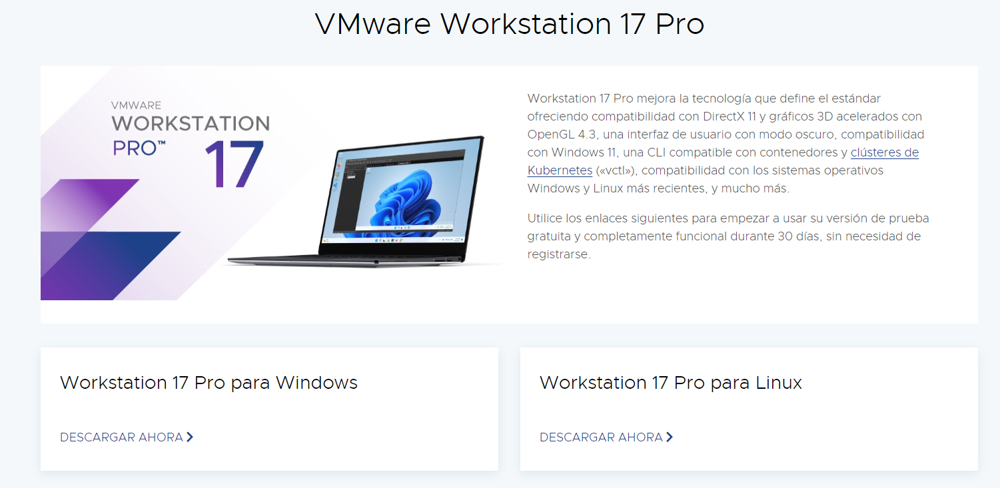 VMware Workstation 17 Pro
VMWARE
WORKSTATION
PRO™ 17
Workstation 17 Pro mejora la tecnología que define el estándar
ofreciendo compatibilidad con DirectX 11 y gráficos 3D acelerados con
OpenGL 4.3, una interfaz de usuario con modo oscuro, compatibilidad
con Windows 11, una CLI compatible con contenedores y clústeres de
Kubernetes («vctl»), compatibilidad con los sistemas operativos
Windows y Linux más recientes, y mucho más.
Utilice los enlaces siguientes para empezar a usar su versión de prueba
gratuita y completamente funcional durante 30 días, sin necesidad de
registrarse.
Workstation 17 Pro para Windows
DESCARGAR AHORA
Workstation 17 Pro para Linux
DESCARGAR AHORA